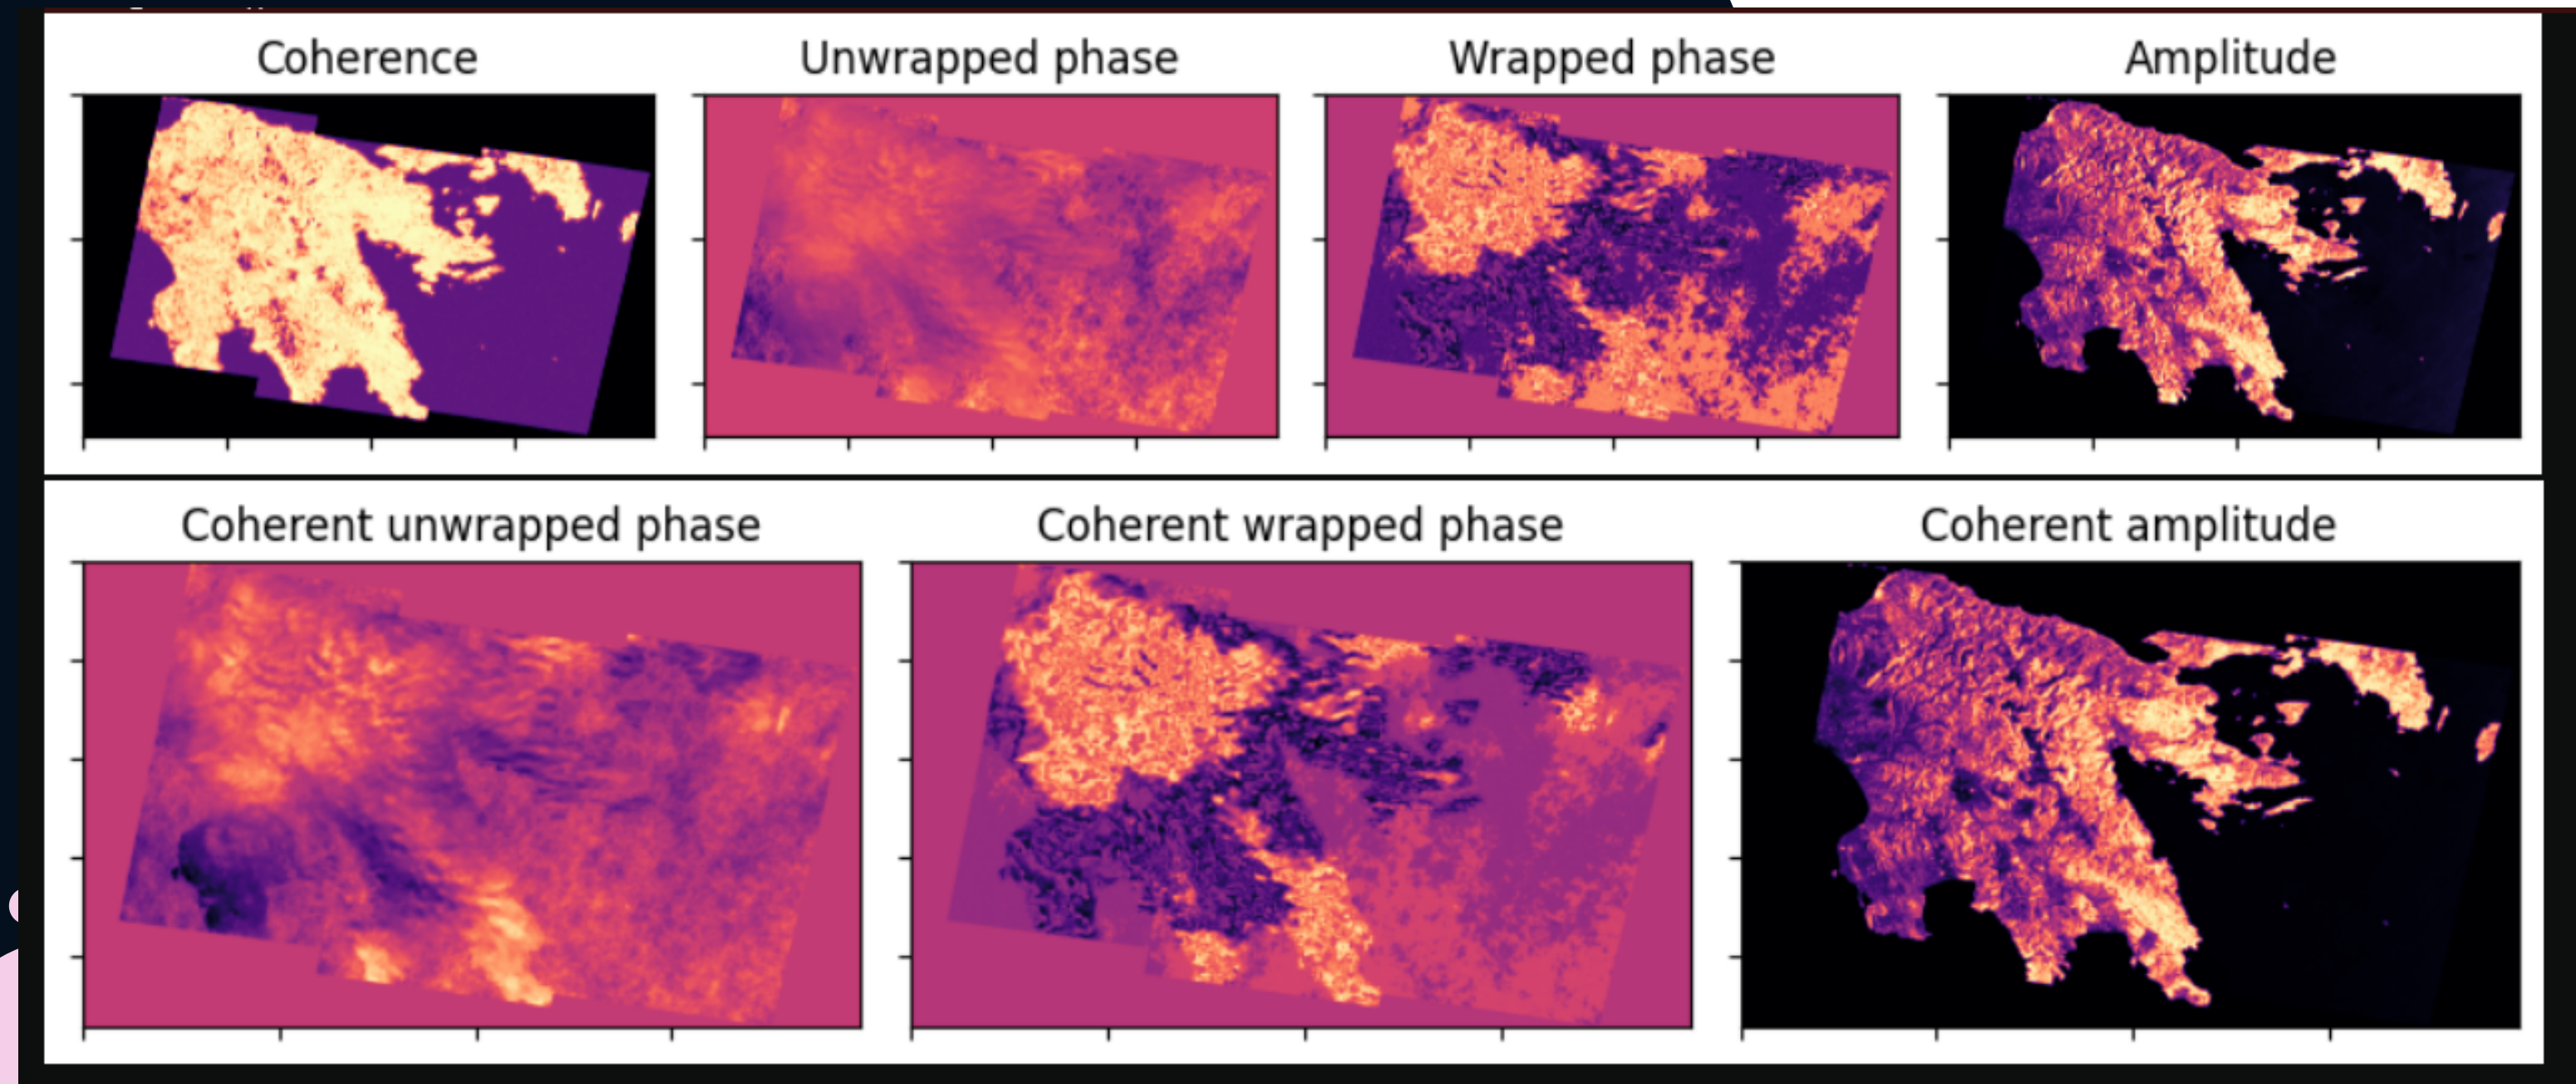 Coherence
Unwrapped phase
Wrapped phase
Amplitude
Coherent unwrapped phase
Coherent wrapped phase
Coherent amplitude